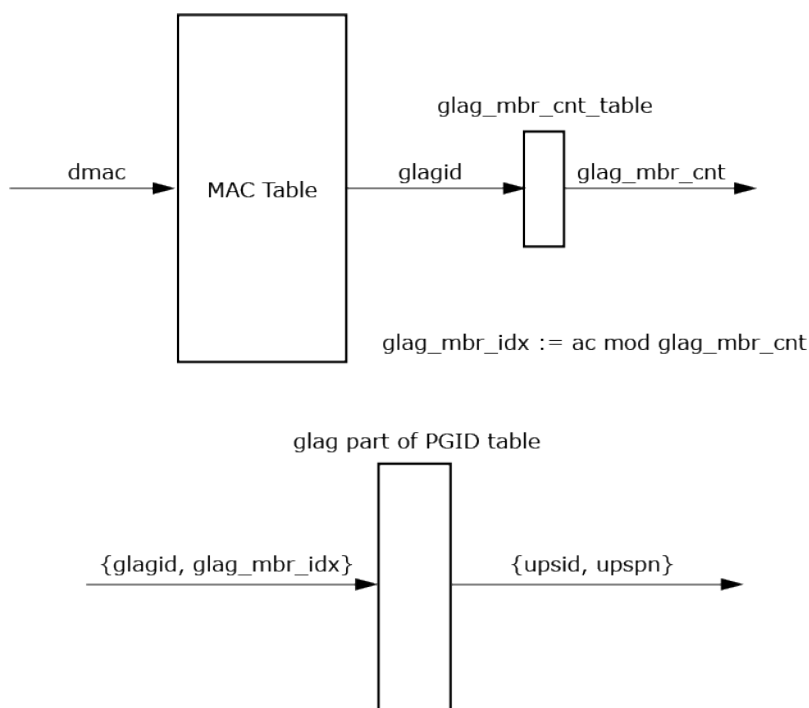 glag_mbr_cnt_table
dmac
MAC Table
glagid
glag_mbr_cnt
glag_mbr_idx := ac mod glag_mbr_cnt
glag part of PGID table
{glagid, glag_mbr_idx}
{upsid, upspn}